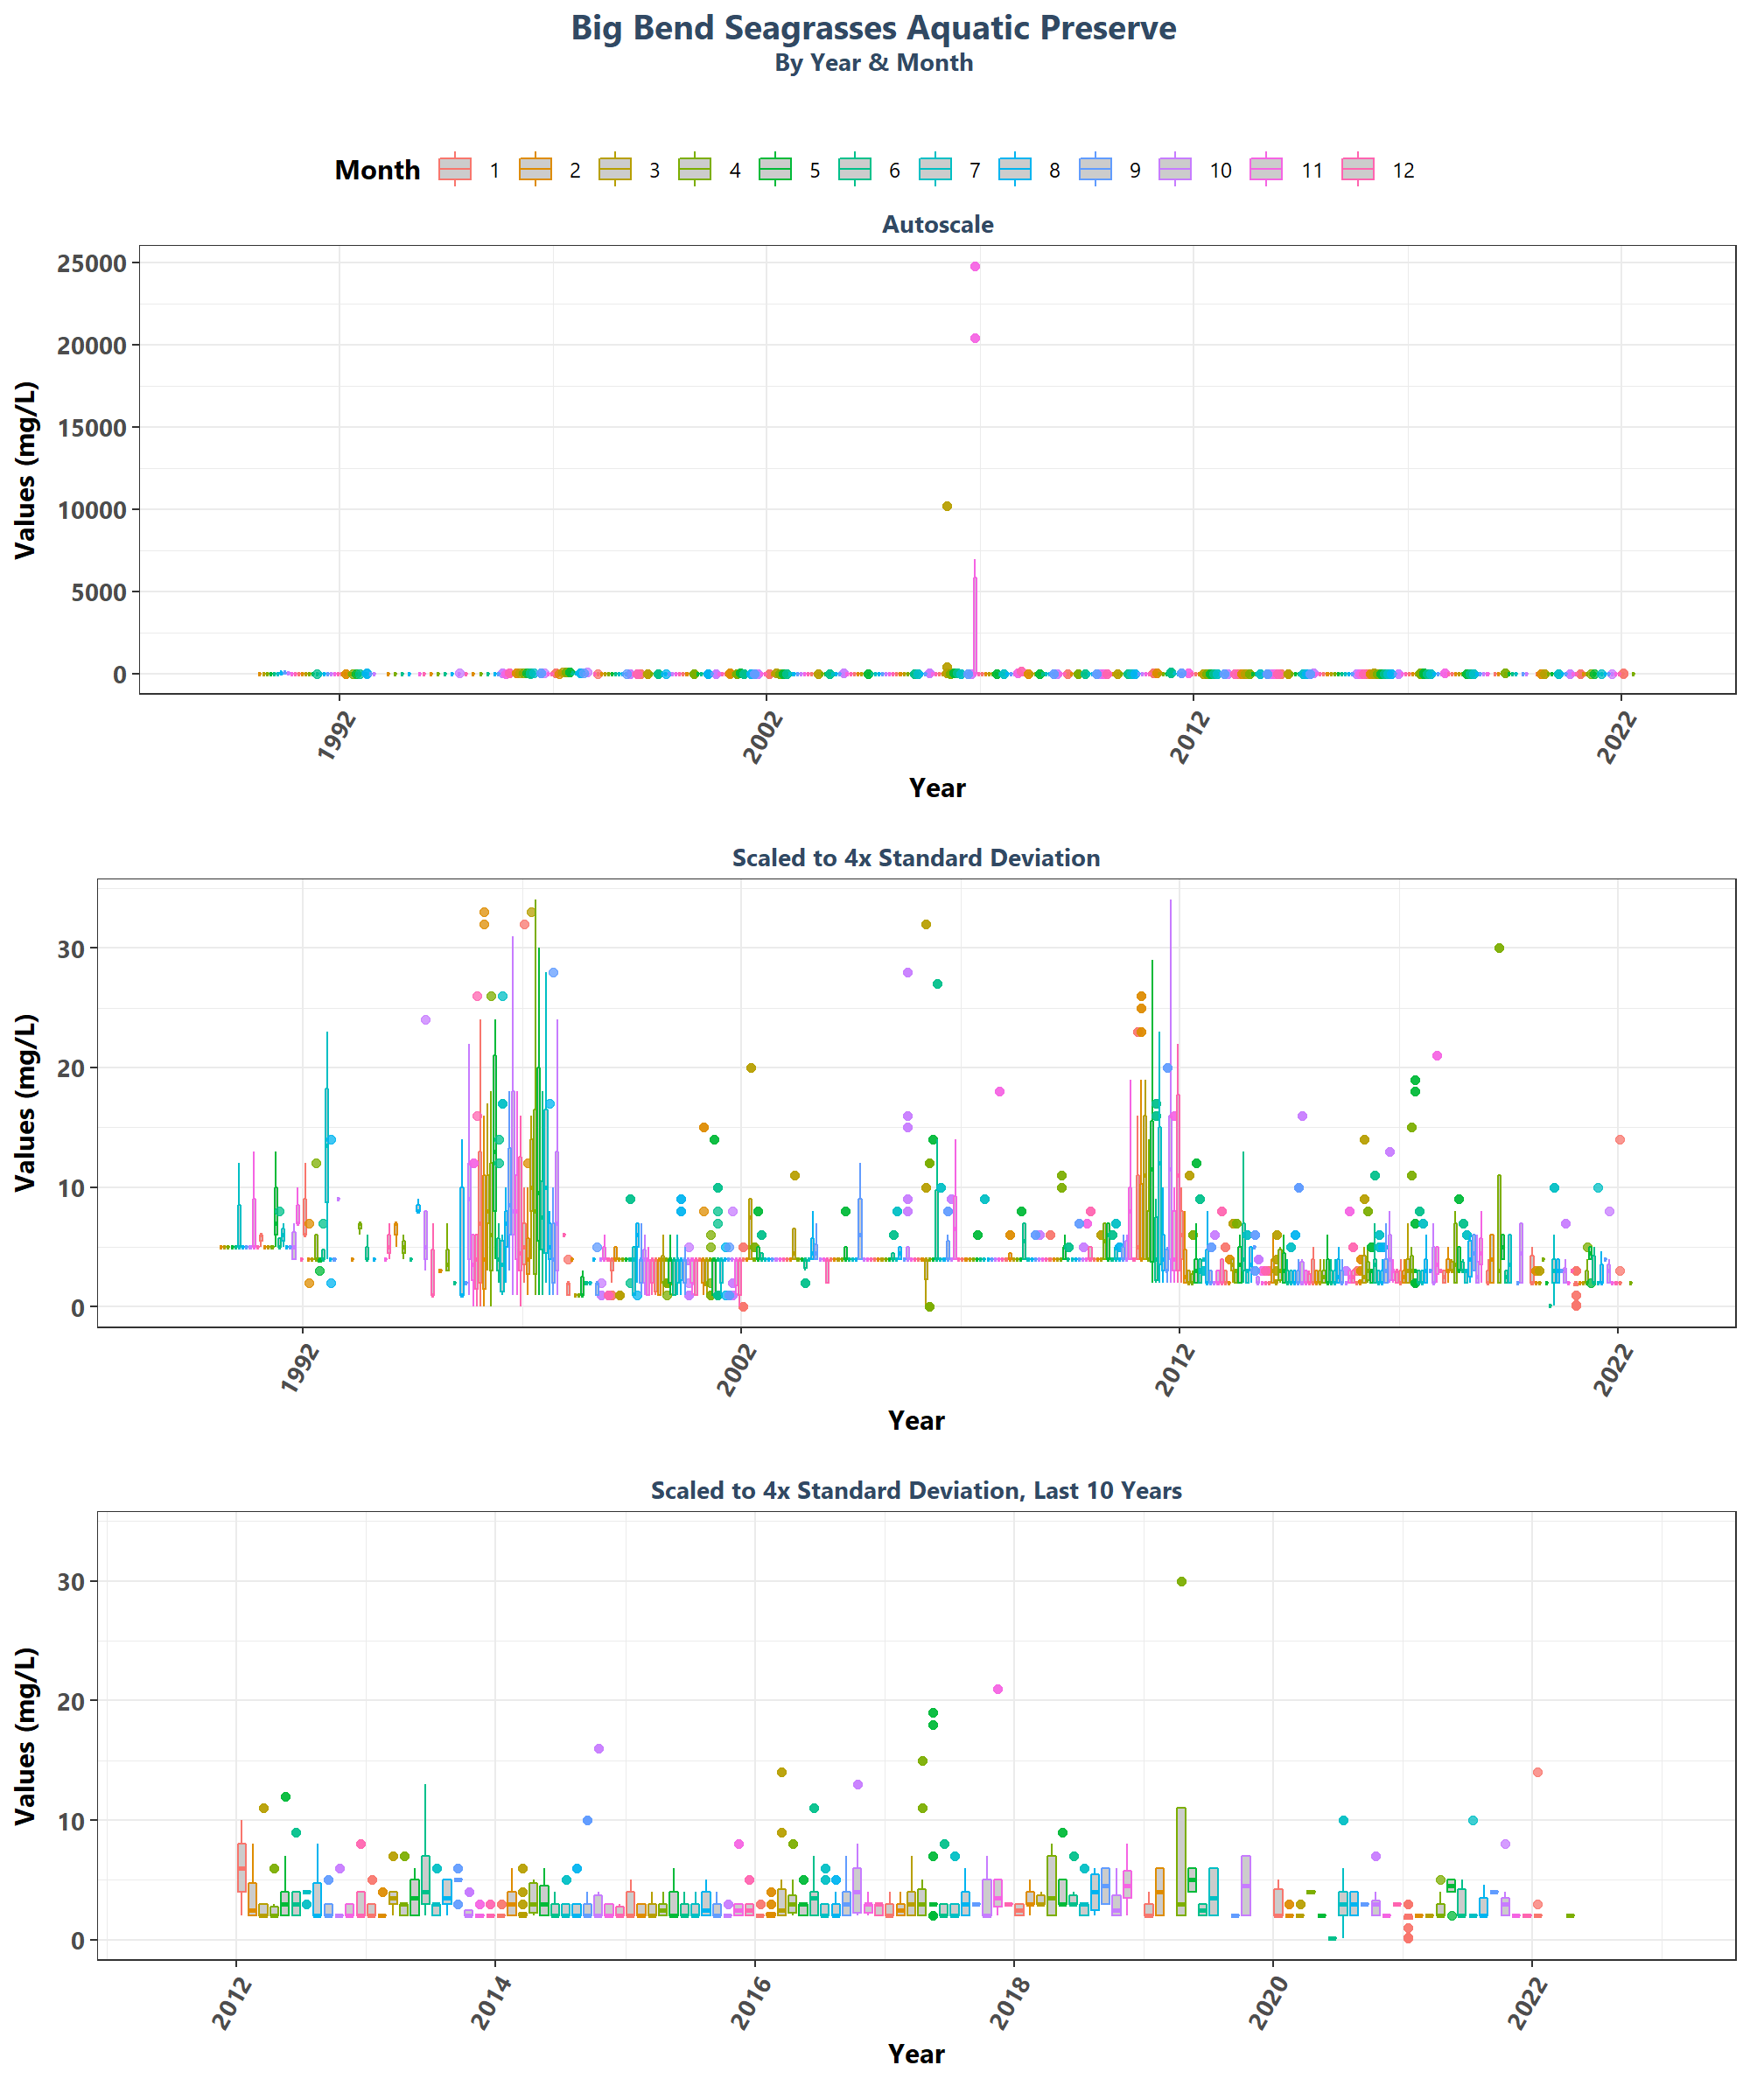 Big Bend Seagrasses Aquatic Preserve
By Year & Month
Month 1 2 3 4 5 6 7 8 9 10 11 12
Autoscale
Values (mg/L)
25000
20000
15000
10000
5000
0
1992 2002 2012 2022
Year
Scaled to 4x Standard Deviation
Values (mg/L)
30
20
10
0
1992 2002 2012 2022
Year
Scaled to 4x Standard Deviation, Last 10 Years
Values (mg/L)
30
20
10
0
2012 2014 2016 2018 2020 2022
Year